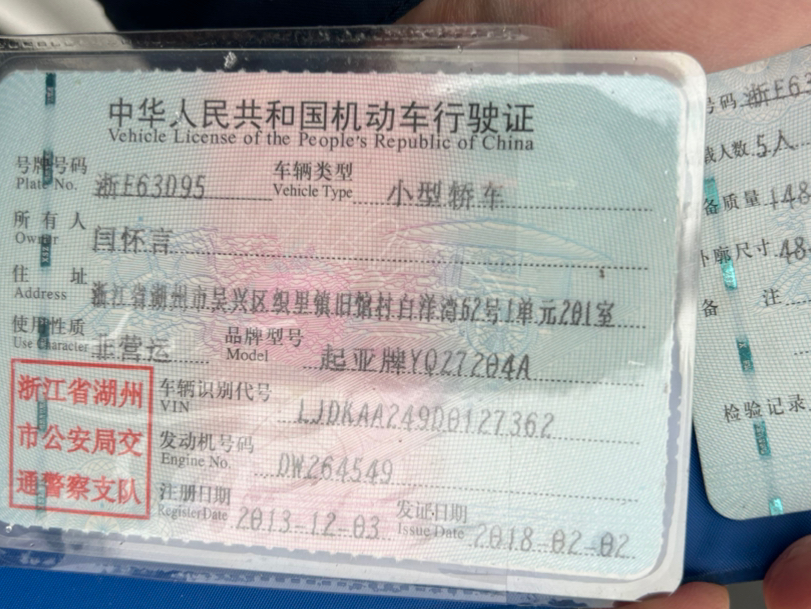 中华人民共和国机动车行驶证
Vehicle License of the People's Republic of China
号牌号码 浙E63D95 车辆类型 小型轿车
Plate No. Vehicle Type
所有人 闫怀言
Owner
住址 浙江省湖州市吴兴区织里镇旧馆村白洋湾62号1单元201室
Address
使用性质 非营运 品牌型号 起亚牌YQZ7204A
Use Character Model
浙江省湖州
市公安局交
通警察支队
车辆识别代号 LJDKAA249D0127362
VIN
发动机号码 DW264549
Engine No.
注册日期 2013-12-03 发证日期 2018-02-02
Register Date Issue Date
号码 浙E63
载人数 5人
备质量 148
外廓尺寸 48
备 注
检验记录